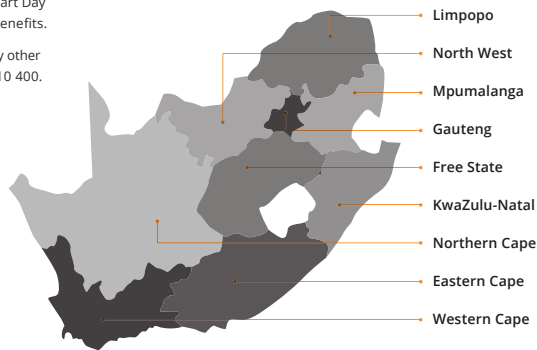 art Day
enefits.
y other
10 400.
Limpopo
North West
Mpumalanga
Gauteng
Free State
KwaZulu-Natal
Northern Cape
Eastern Cape
Western Cape